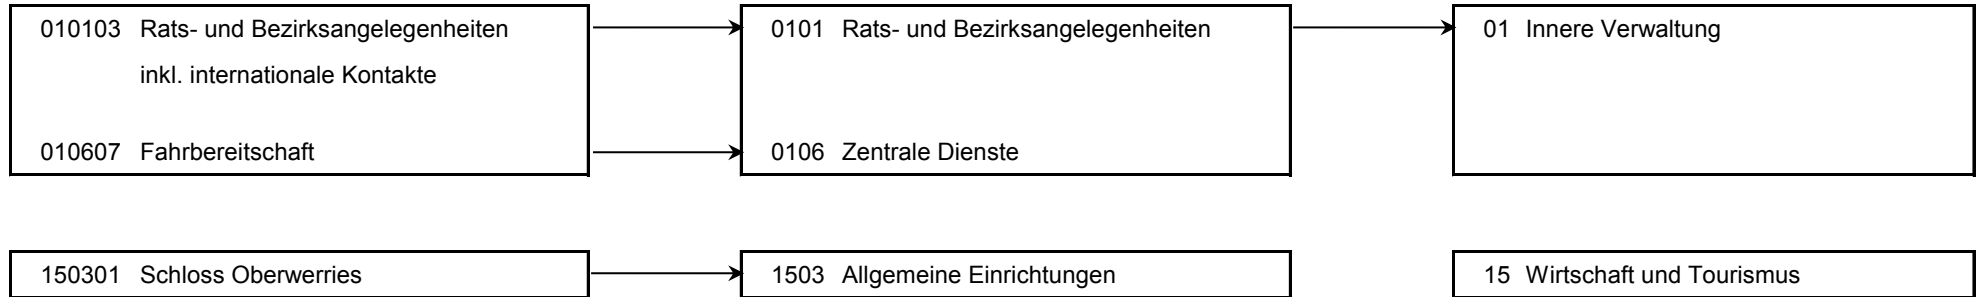 010103 Rats- und Bezirksangelegenheiten 0101 Rats- und Bezirksangelegenheiten 01 Innere Verwaltung
inkl. internationale Kontakte
010607 Fahrbereitschaft 0106 Zentrale Dienste
150301 Schloss Oberwerries 1503 Allgemeine Einrichtungen 15 Wirtschaft und Tourismus